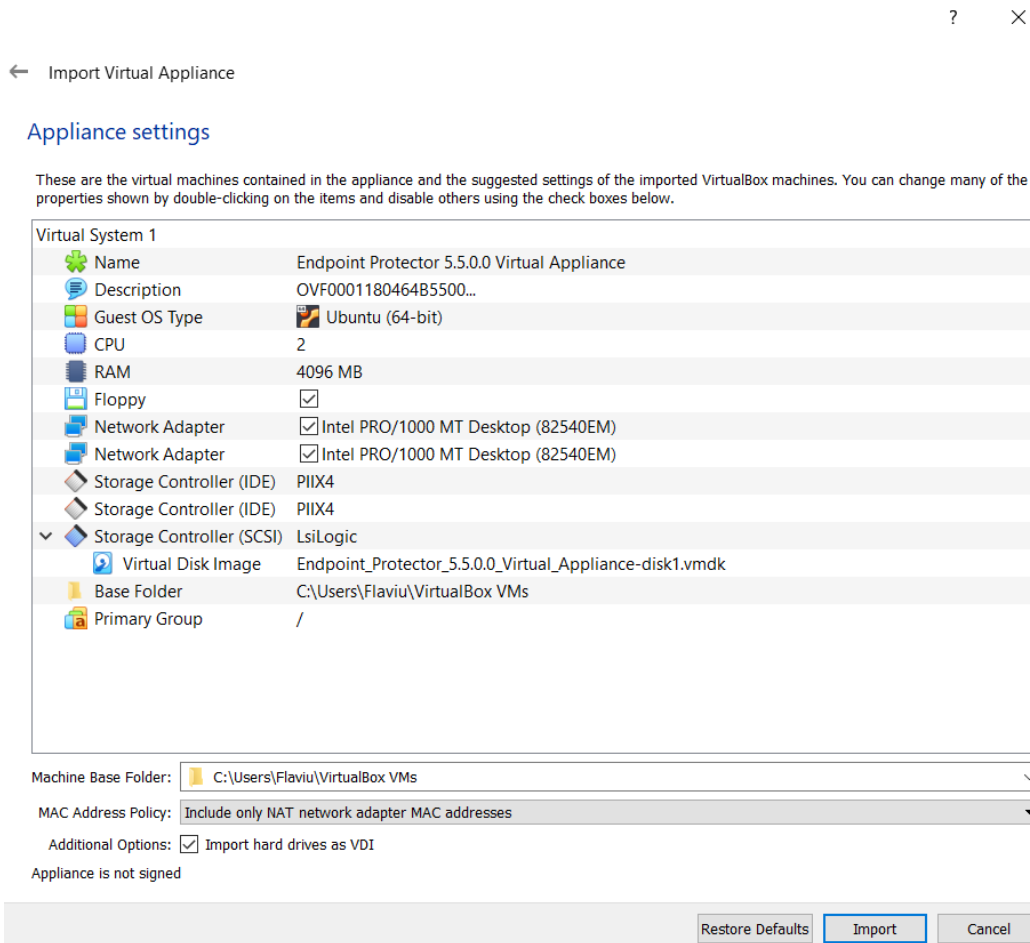 ?
Import Virtual Appliance
Appliance settings
These are the virtual machines contained in the appliance and the suggested settings of the imported VirtualBox machines. You can change many of the
properties shown by double-clicking on the items and disable others using the check boxes below.
Virtual System 1
Name Endpoint Protector 5.5.0.0 Virtual Appliance
Description OVF0001180464B5500...
Guest OS Type Ubuntu (64-bit)
CPU 2
RAM 4096 MB
Floppy
Network Adapter Intel PRO/1000 MT Desktop (82540EM)
Network Adapter Intel PRO/1000 MT Desktop (82540EM)
Storage Controller (IDE) PIIX4
Storage Controller (IDE) PIIX4
Storage Controller (SCSI) LsiLogic
Virtual Disk Image Endpoint_Protector_5.5.0.0_Virtual_Appliance-disk1.vmdk
Base Folder C:\Users\Flaviu\VirtualBox VMs
Primary Group /
Machine Base Folder: C:\Users\Flaviu\VirtualBox VMs
MAC Address Policy: Include only NAT network adapter MAC addresses
Additional Options: Import hard drives as VDI
Appliance is not signed
Restore Defaults Import Cancel